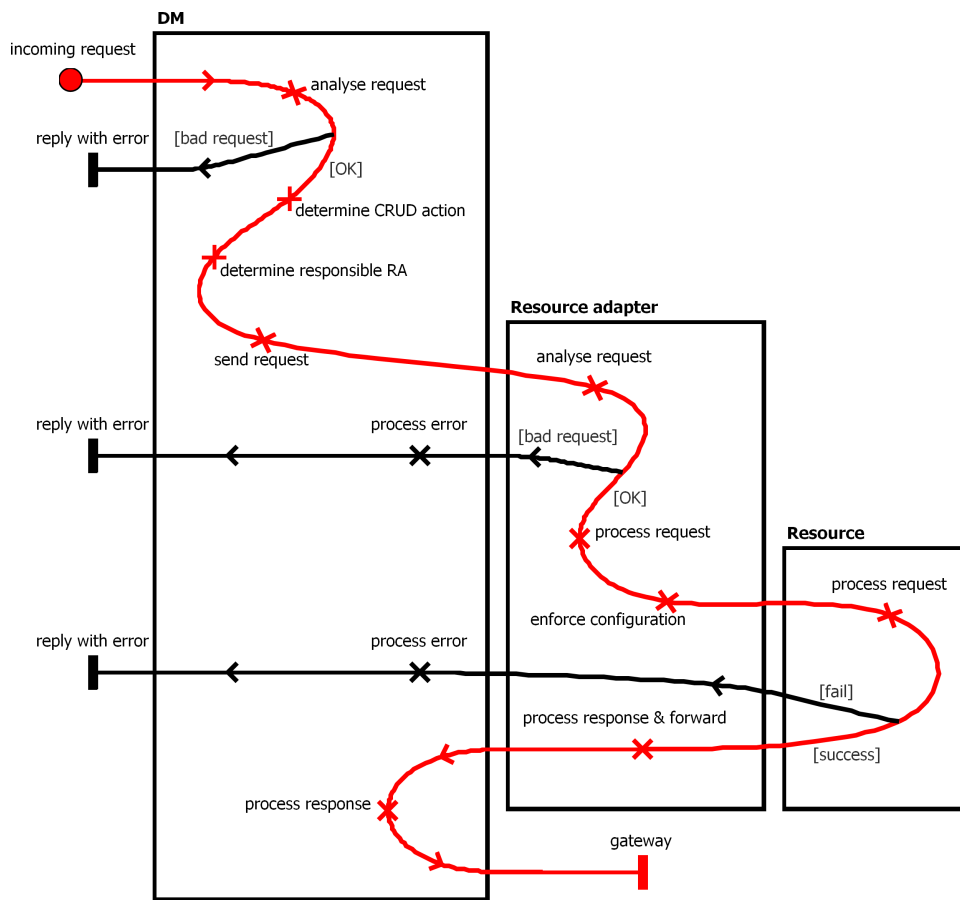 DM
incoming request
analyse request
reply with error
[bad request]
[OK]
determine CRUD action
determine responsible RA
Resource adapter
send request
analyse request
reply with error
process error
[bad request]
[OK]
process request
Resource
process request
enforce configuration
reply with error
process error
[fail]
process response & forward
[success]
process response
gateway